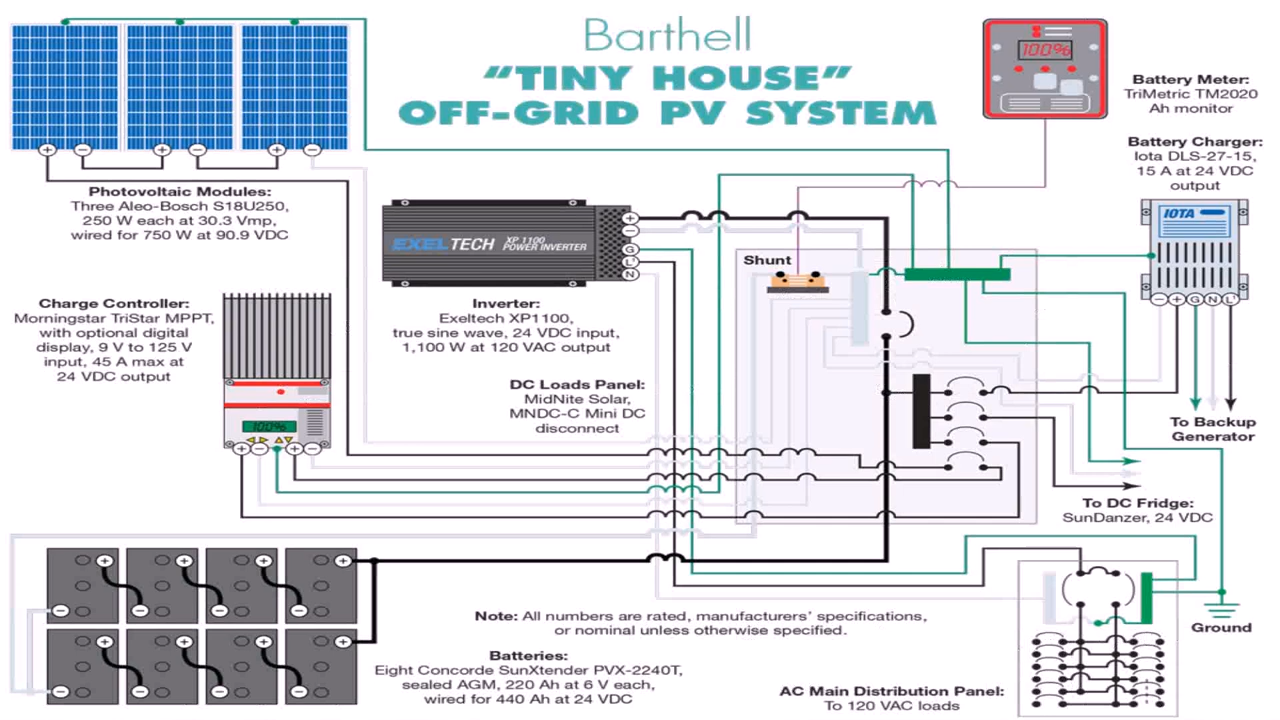 Barthell
“TINY HOUSE”
OFF-GRID PV SYSTEM
100%
Battery Meter:
TriMetric TM2020
Ah monitor
Battery Charger:
Iota DLS-27-15,
15 A at 24 VDC
output
IOTA
+ − + − + −
Photovoltaic Modules:
Three Aleo-Bosch S18U250,
250 W each at 30.3 Vmp,
wired for 750 W at 90.9 VDC
EXELTECH XP 1100
POWER INVERTER
+
−
G
L1
N
Shunt
− + G N L1
Charge Controller:
Morningstar TriStar MPPT,
with optional digital
display, 9 V to 125 V
input, 45 A max at
24 VDC output
100%
+ − + −
Inverter:
Exeltech XP1100,
true sine wave, 24 VDC input,
1,100 W at 120 VAC output
DC Loads Panel:
MidNite Solar,
MNDC-C Mini DC
disconnect
To Backup
Generator
To DC Fridge:
SunDanzer, 24 VDC
+ + + +
− − − −
+ + + +
− − − −
Note: All numbers are rated, manufacturers’ specifications,
or nominal unless otherwise specified.
Ground
Batteries:
Eight Concorde SunXtender PVX-2240T,
sealed AGM, 220 Ah at 6 V each,
wired for 440 Ah at 24 VDC
AC Main Distribution Panel:
To 120 VAC loads